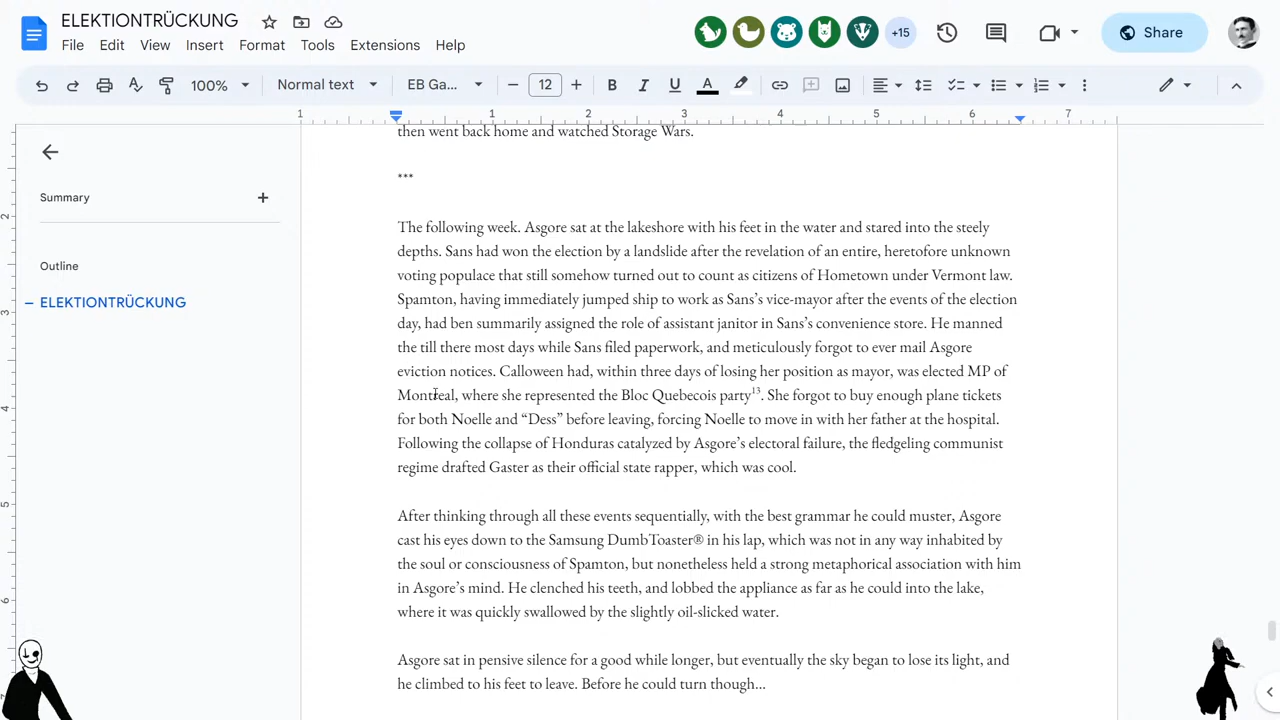 ELEKTIONTRÜCKUNG
File Edit View Insert Format Tools Extensions Help
+15
Share
100% Normal text EB Ga... 12 B I U A
1 1 2 3 4 5 6 7
then went back home and watched Storage Wars.
Summary
Outline
ELEKTIONTRÜCKUNG
2
3
4
5
6
***
The following week. Asgore sat at the lakeshore with his feet in the water and stared into the steely
depths. Sans had won the election by a landslide after the revelation of an entire, heretofore unknown
voting populace that still somehow turned out to count as citizens of Hometown under Vermont law.
Spamton, having immediately jumped ship to work as Sans’s vice-mayor after the events of the election
day, had ben summarily assigned the role of assistant janitor in Sans’s convenience store. He manned
the till there most days while Sans filed paperwork, and meticulously forgot to ever mail Asgore
eviction notices. Calloween had, within three days of losing her position as mayor, was elected MP of
Montreal, where she represented the Bloc Quebecois party¹³. She forgot to buy enough plane tickets
for both Noelle and “Dess” before leaving, forcing Noelle to move in with her father at the hospital.
Following the collapse of Honduras catalyzed by Asgore’s electoral failure, the fledgeling communist
regime drafted Gaster as their official state rapper, which was cool.
After thinking through all these events sequentially, with the best grammar he could muster, Asgore
cast his eyes down to the Samsung DumbToaster® in his lap, which was not in any way inhabited by
the soul or consciousness of Spamton, but nonetheless held a strong metaphorical association with him
in Asgore’s mind. He clenched his teeth, and lobbed the appliance as far as he could into the lake,
where it was quickly swallowed by the slightly oil-slicked water.
Asgore sat in pensive silence for a good while longer, but eventually the sky began to lose its light, and
he climbed to his feet to leave. Before he could turn though...